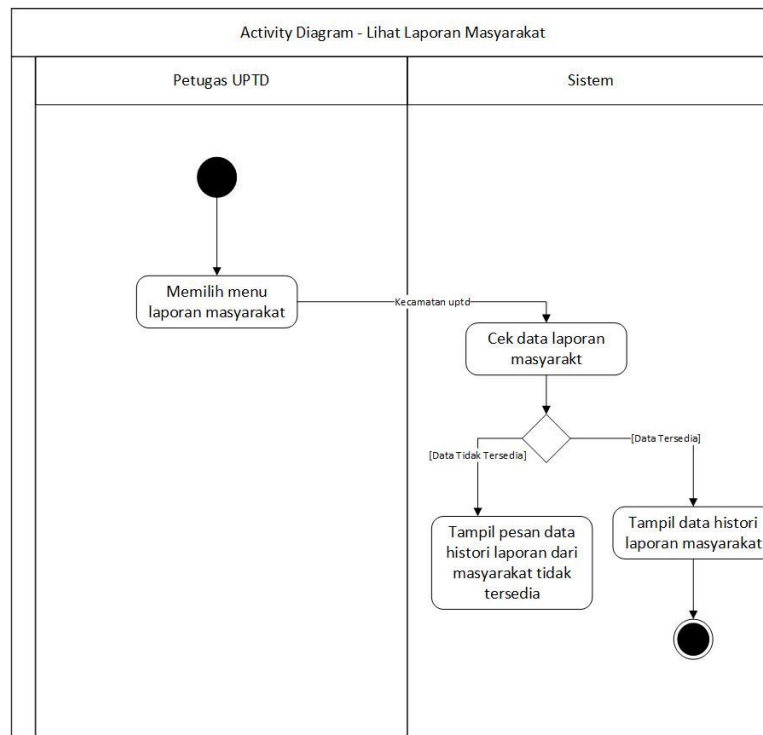 Activity Diagram - Lihat Laporan Masyarakat
Petugas UPTD
Sistem
Memilih menu
laporan masyarakat
Kecamatan uptd
Cek data laporan
masyarakt
[Data Tidak Tersedia]
[Data Tersedia]
Tampil pesan data
histori laporan dari
masyarakat tidak
tersedia
Tampil data histori
laporan masyarakat